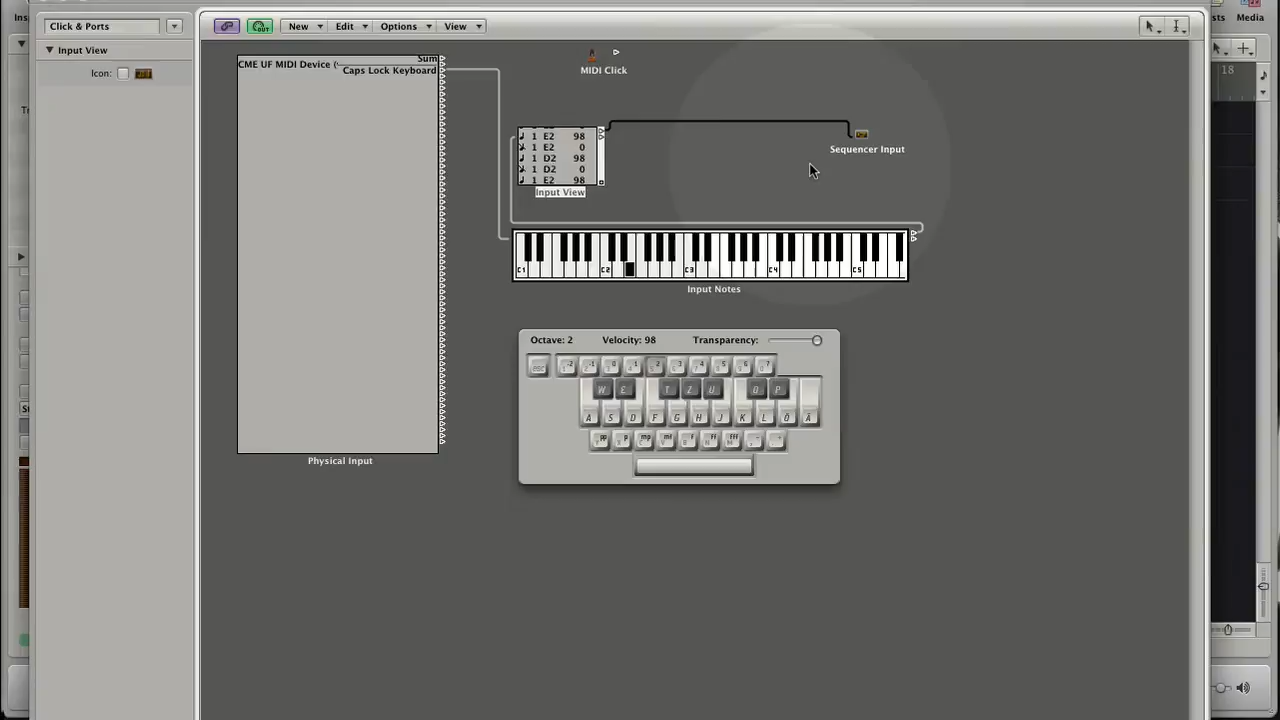 Click & Ports
New
Edit
Options
View
Media
Input View
Icon:
18
CME UF MIDI Device (
Sum
Caps Lock Keyboard
MIDI Click
1 E2 98
1 E2 0
1 D2 98
1 D2 0
1 E2 98
Input View
Sequencer Input
C1 C2 C3 C4 C5
Input Notes
Octave: 2 Velocity: 98 Transparency:
W E T Z U O P
A S D F G H J K L Ö Ä
Physical Input